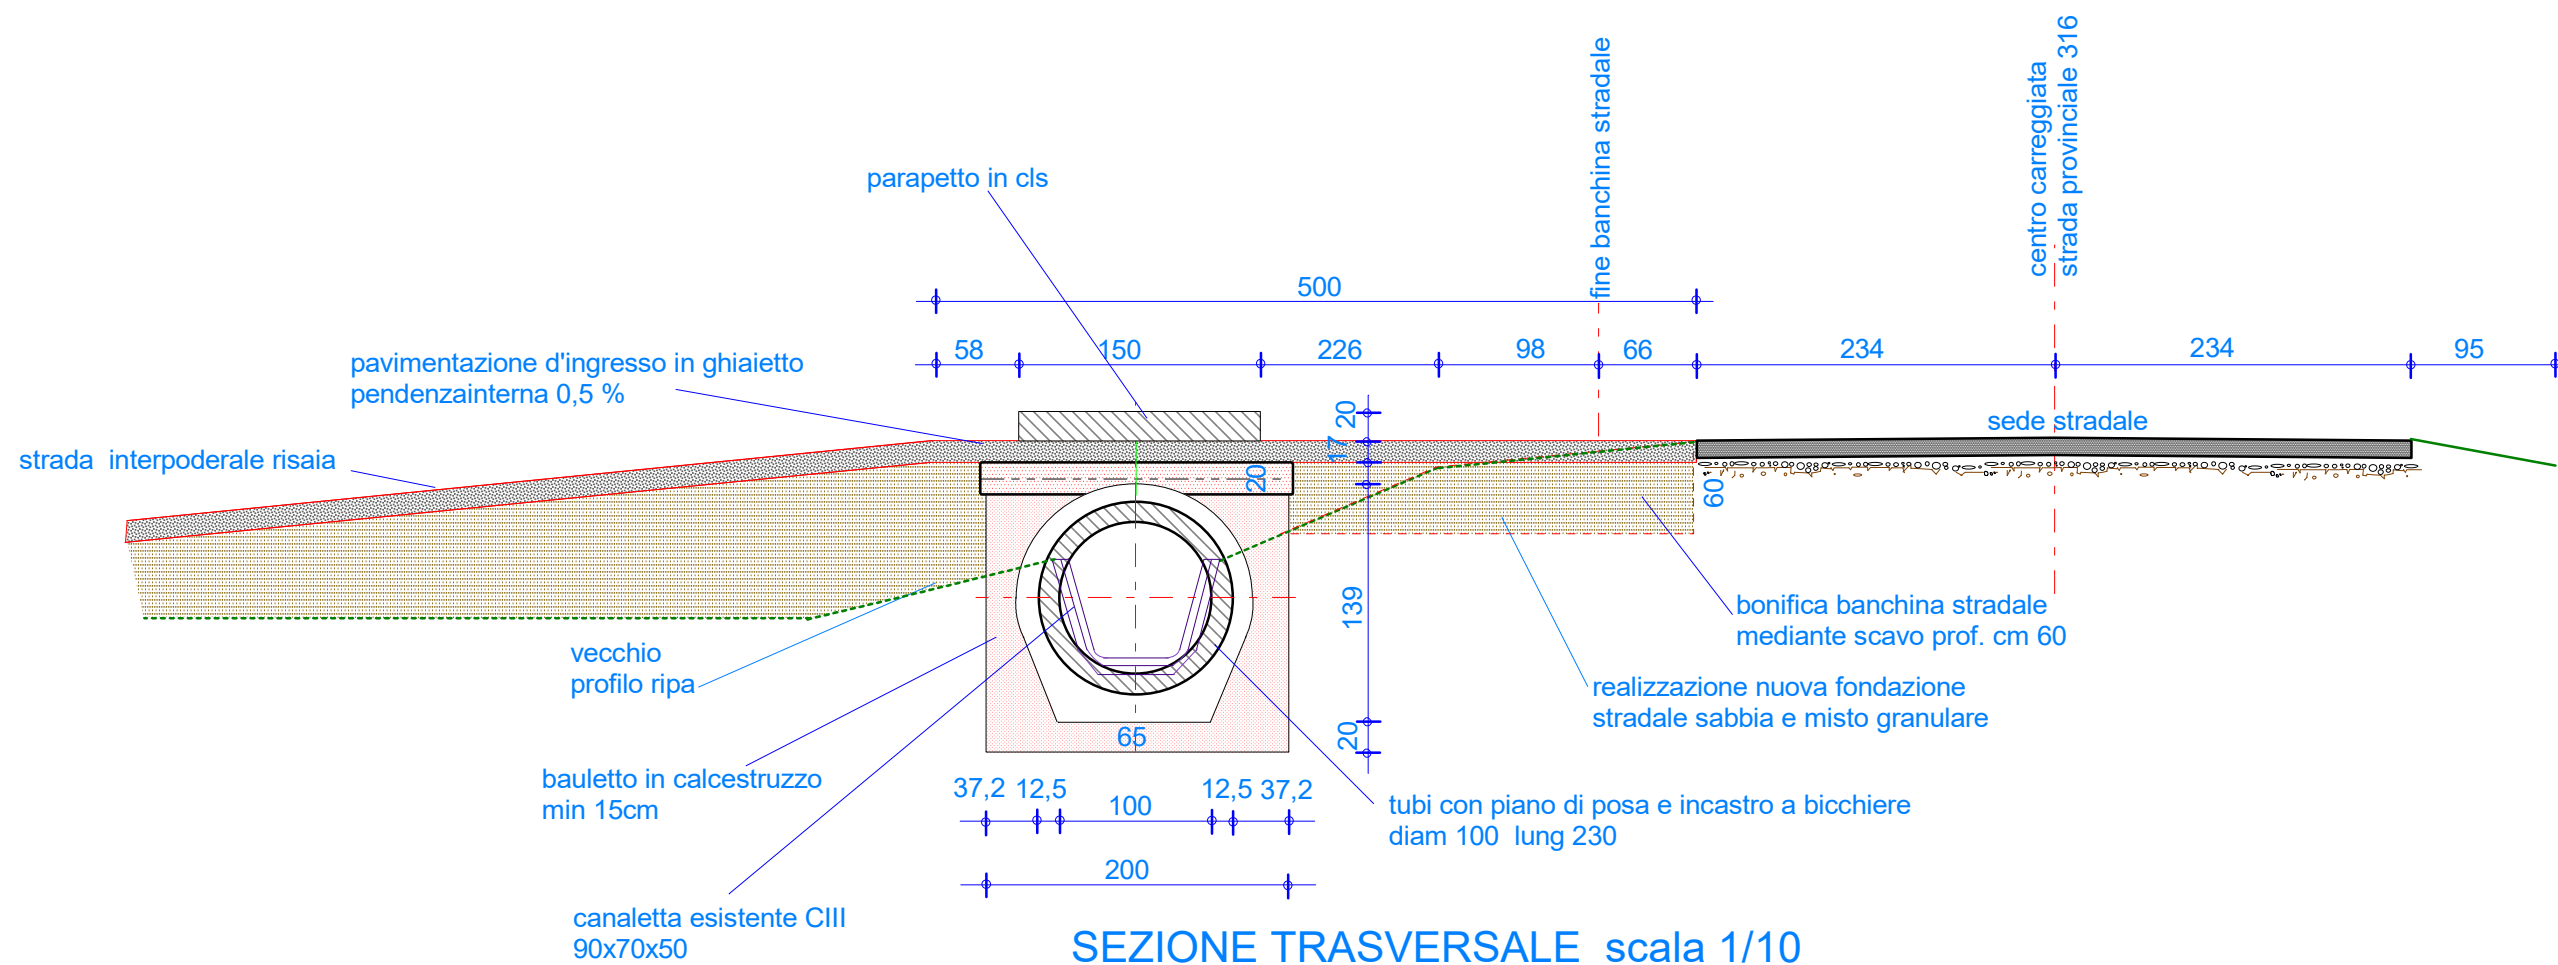 fine banchina stradale
centro carreggiata
strada provinciale 316
parapetto in cls
500
58
150
226
98
66
234
234
95
pavimentazione d'ingresso in ghiaietto
pendenzainterna 0,5 %
20
17
20
sede stradale
strada interpoderale risaia
60
139
bonifica banchina stradale
mediante scavo prof. cm 60
vecchio
profilo ripa
realizzazione nuova fondazione
stradale sabbia e misto granulare
65
20
bauletto in calcestruzzo
min 15cm
37,2
12,5
100
12,5
37,2
tubi con piano di posa e incastro a bicchiere
diam 100 lung 230
200
canaletta esistente CIII
90x70x50
SEZIONE TRASVERSALE scala 1/10